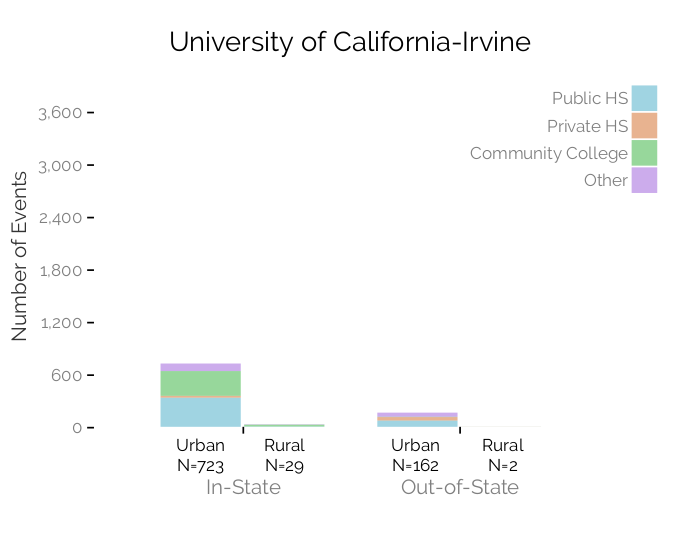 University of California-Irvine
Public HS
Private HS
Community College
Other
Number of Events
3,600
3,000
2,400
1,800
1,200
600
0
Urban Rural Urban Rural
N=723 N=29 N=162 N=2
In-State Out-of-State